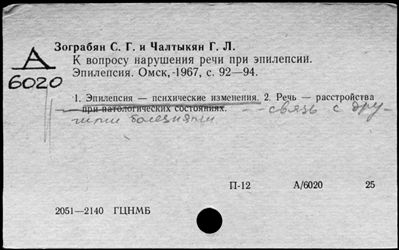 А
6020
Зограбян С. Г. и Чалтыкян Г. Л.
К вопросу нарушения речи при эпилепсии.
Эпилепсия. Омск, 1967, с. 92—94.
1. Эпилепсия — психические изменения. 2. Речь — расстройства
при патологических состояниях. — связь с дру
гими болезнями.
П-12 А/6020 25
2051—2140 ГЦНМБ